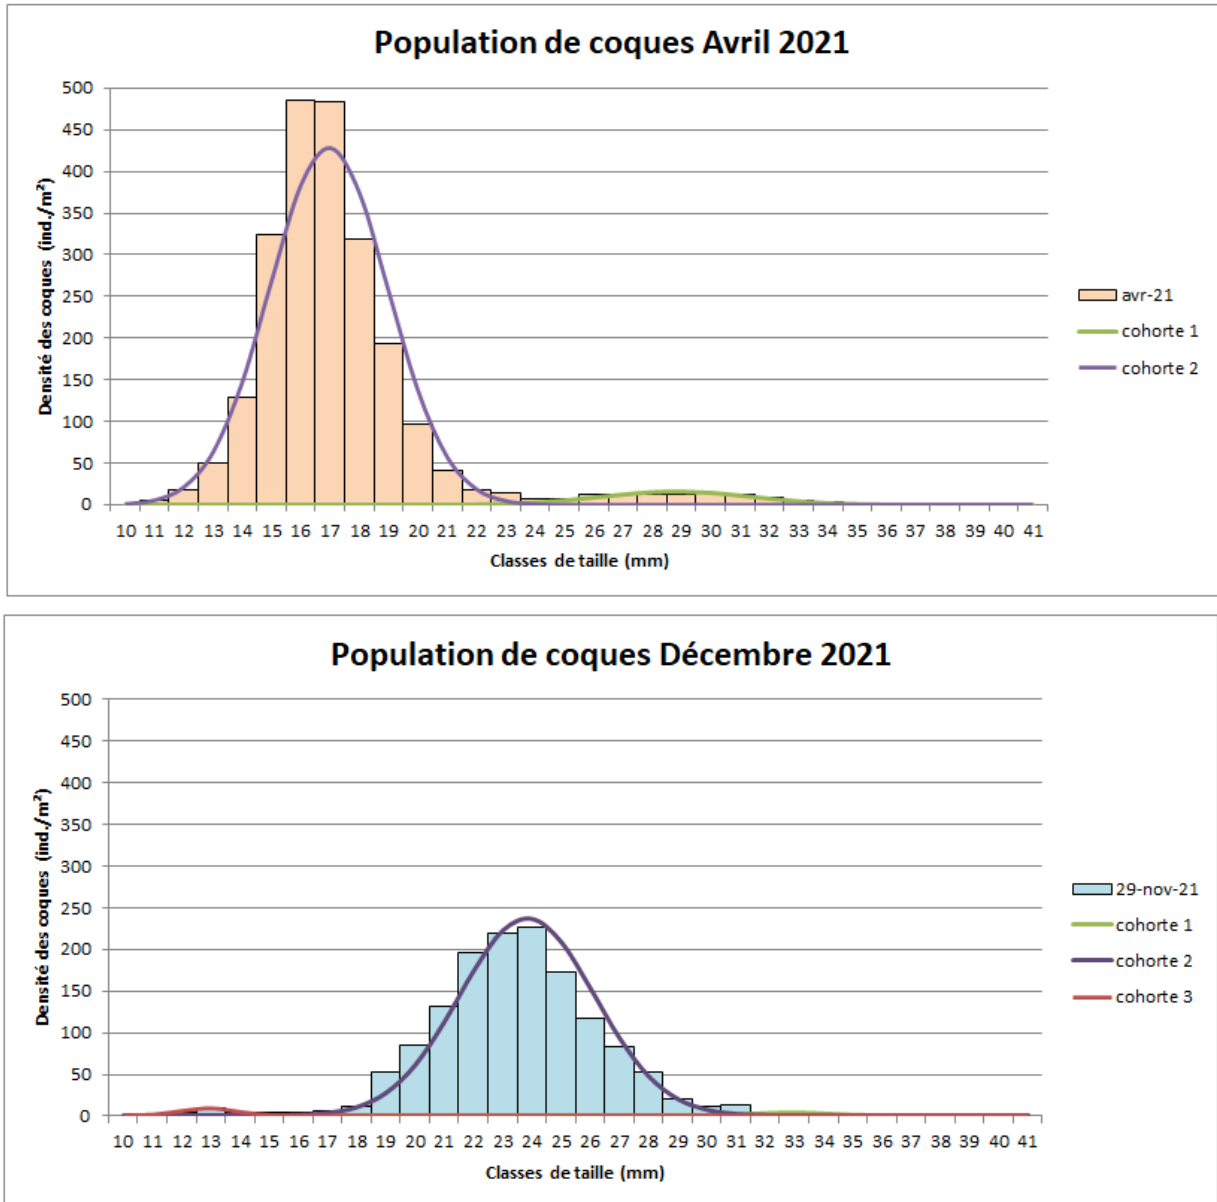 Population de coques Avril 2021
Densité des coques (ind./m²)
500
450
400
350
300
250
200
150
100
50
0
10 11 12 13 14 15 16 17 18 19 20 21 22 23 24 25 26 27 28 29 30 31 32 33 34 35 36 37 38 39 40 41
Classes de taille (mm)
avr-21
cohorte 1
cohorte 2
Population de coques Décembre 2021
Densité des coques (ind./m²)
500
450
400
350
300
250
200
150
100
50
0
10 11 12 13 14 15 16 17 18 19 20 21 22 23 24 25 26 27 28 29 30 31 32 33 34 35 36 37 38 39 40 41
Classes de taille (mm)
29-nov-21
cohorte 1
cohorte 2
cohorte 3